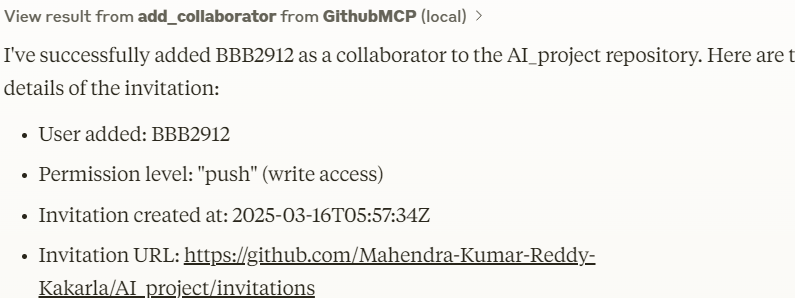 View result from add_collaborator from GithubMCP (local) >
I've successfully added BBB2912 as a collaborator to the AI_project repository. Here are
details of the invitation:
• User added: BBB2912
• Permission level: "push" (write access)
• Invitation created at: 2025-03-16T05:57:34Z
• Invitation URL: https://github.com/Mahendra-Kumar-Reddy-
Kakarla/AI_project/invitations